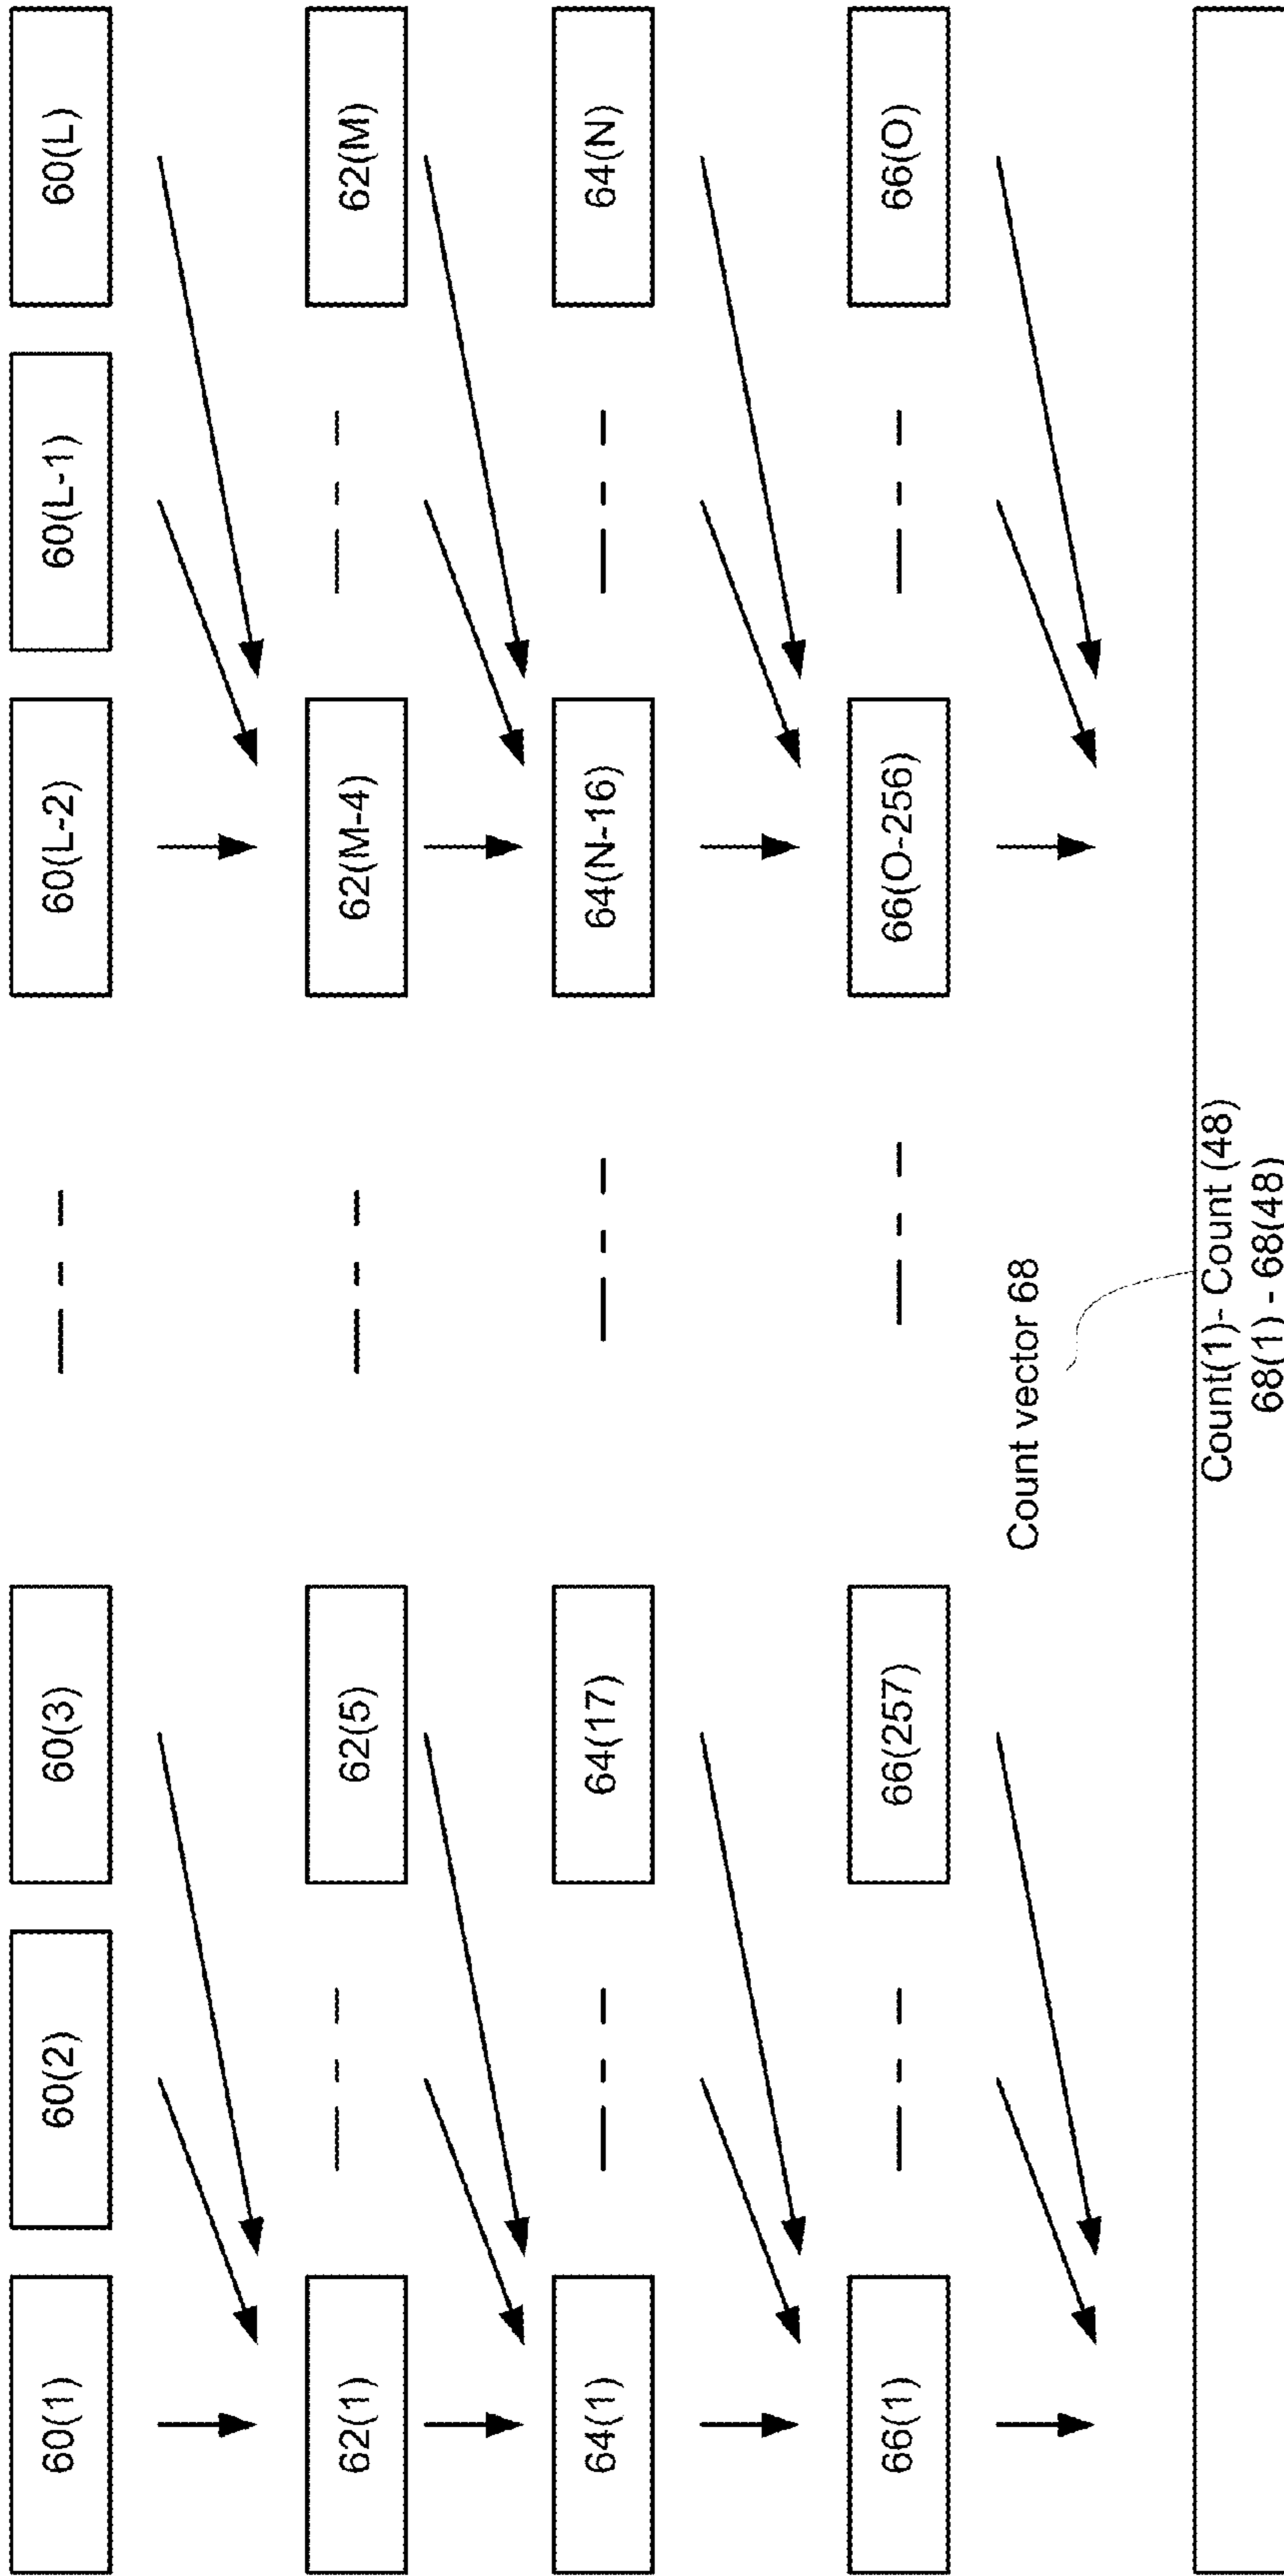 60(1)
60(2)
60(3)
60(L-2)
60(L-1)
60(L)
62(1)
62(5)
62(M-4)
62(M)
64(1)
64(17)
64(N-16)
64(N)
66(1)
66(257)
66(O-256)
66(O)
Count vector 68
Count(1)- Count (48)
68(1) - 68(48)